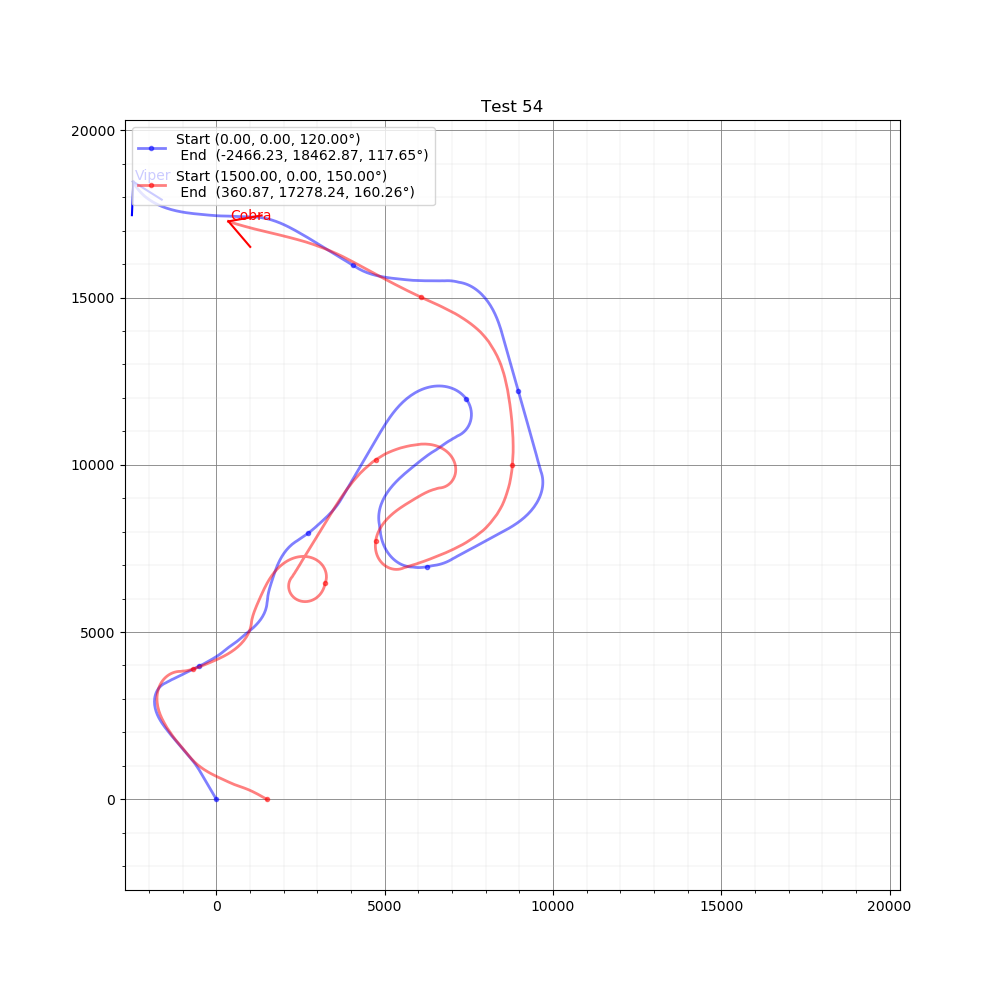 Test 54
20000
Start (0.00, 0.00, 120.00°)
End (-2466.23, 18462.87, 117.65°)
Viper
Start (1500.00, 0.00, 150.00°)
End (360.87, 17278.24, 160.26°)
Cobra
15000
10000
5000
0
0 5000 10000 15000 20000